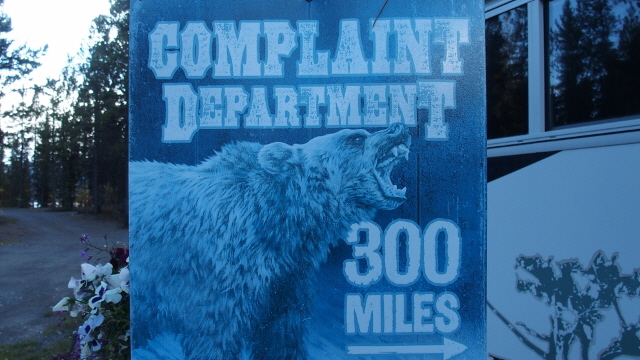 COMPLAINT
DEPARTMENT
300
MILES